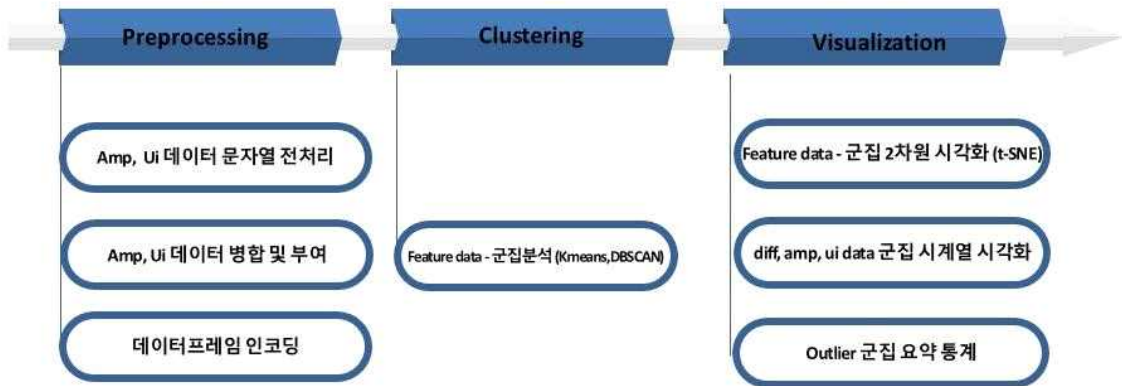 Preprocessing
Clustering
Visualization
Amp, Ui 데이터 문자열 전처리
Amp, Ui 데이터 병합 및 부여
데이터프레임 인코딩
Feature data - 군집분석 (Kmeans,DBSCAN)
Feature data - 군집 2차원 시각화 (t-SNE)
diff, amp, ui data 군집 시계열 시각화
Outlier 군집 요약 통계